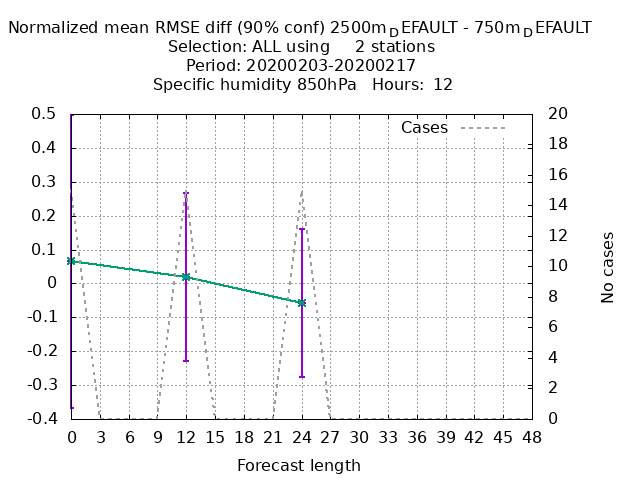 Normalized mean RMSE diff (90% conf) 2500m_DEFAULT - 750m_DEFAULT
Selection: ALL using     2 stations
Period: 20200203-20200217
Specific humidity 850hPa   Hours:  12
Cases
0.5
0.4
0.3
0.2
0.1
0
-0.1
-0.2
-0.3
-0.4
20
18
16
14
12
10
8
6
4
2
0
No cases
0 3 6 9 12 15 18 21 24 27 30 33 36 39 42 45 48
Forecast length